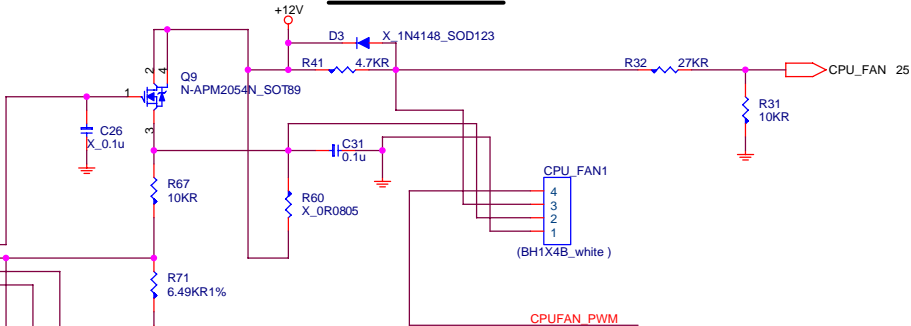 +12V
D3 X_1N4148_SOD123
R41 4.7KR
R32 27KR
CPU_FAN 25
2
4
Q9
N-APM2054N_SOT89
1
3
C26
X_0.1u
R31
10KR
C31
0.1u
CPU_FAN1
4
3
2
1
(BH1X4B_white )
R67
10KR
R60
X_0R0805
R71
6.49KR1%
CPUFAN_PWM